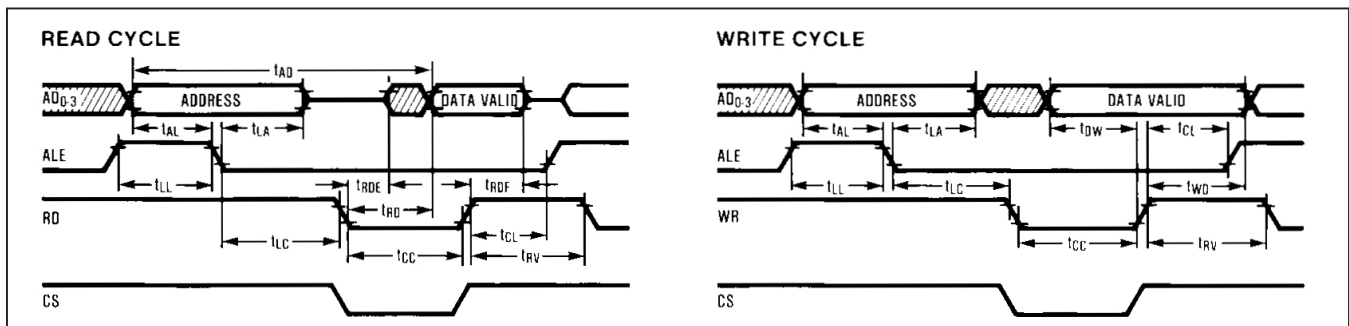 READ CYCLE
tAD
AD0-3 ADDRESS DATA VALID
tAL tLA
ALE
tLL tRDE tRDF
tRD
RD
tLC tCC tCL
tRV
CS
WRITE CYCLE
AD0-3 ADDRESS DATA VALID
tAL tLA tDW tCL
ALE
tLL tLC tWD
WR
tCC tRV
CS